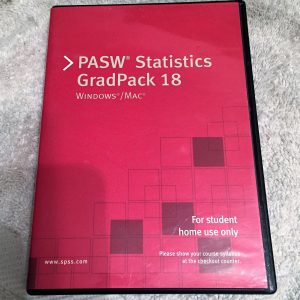 PASW® Statistics
GradPack 18
WINDOWS®/MAC®
For student
home use only
Please show your course syllabus
at the checkout counter.
www.spss.com